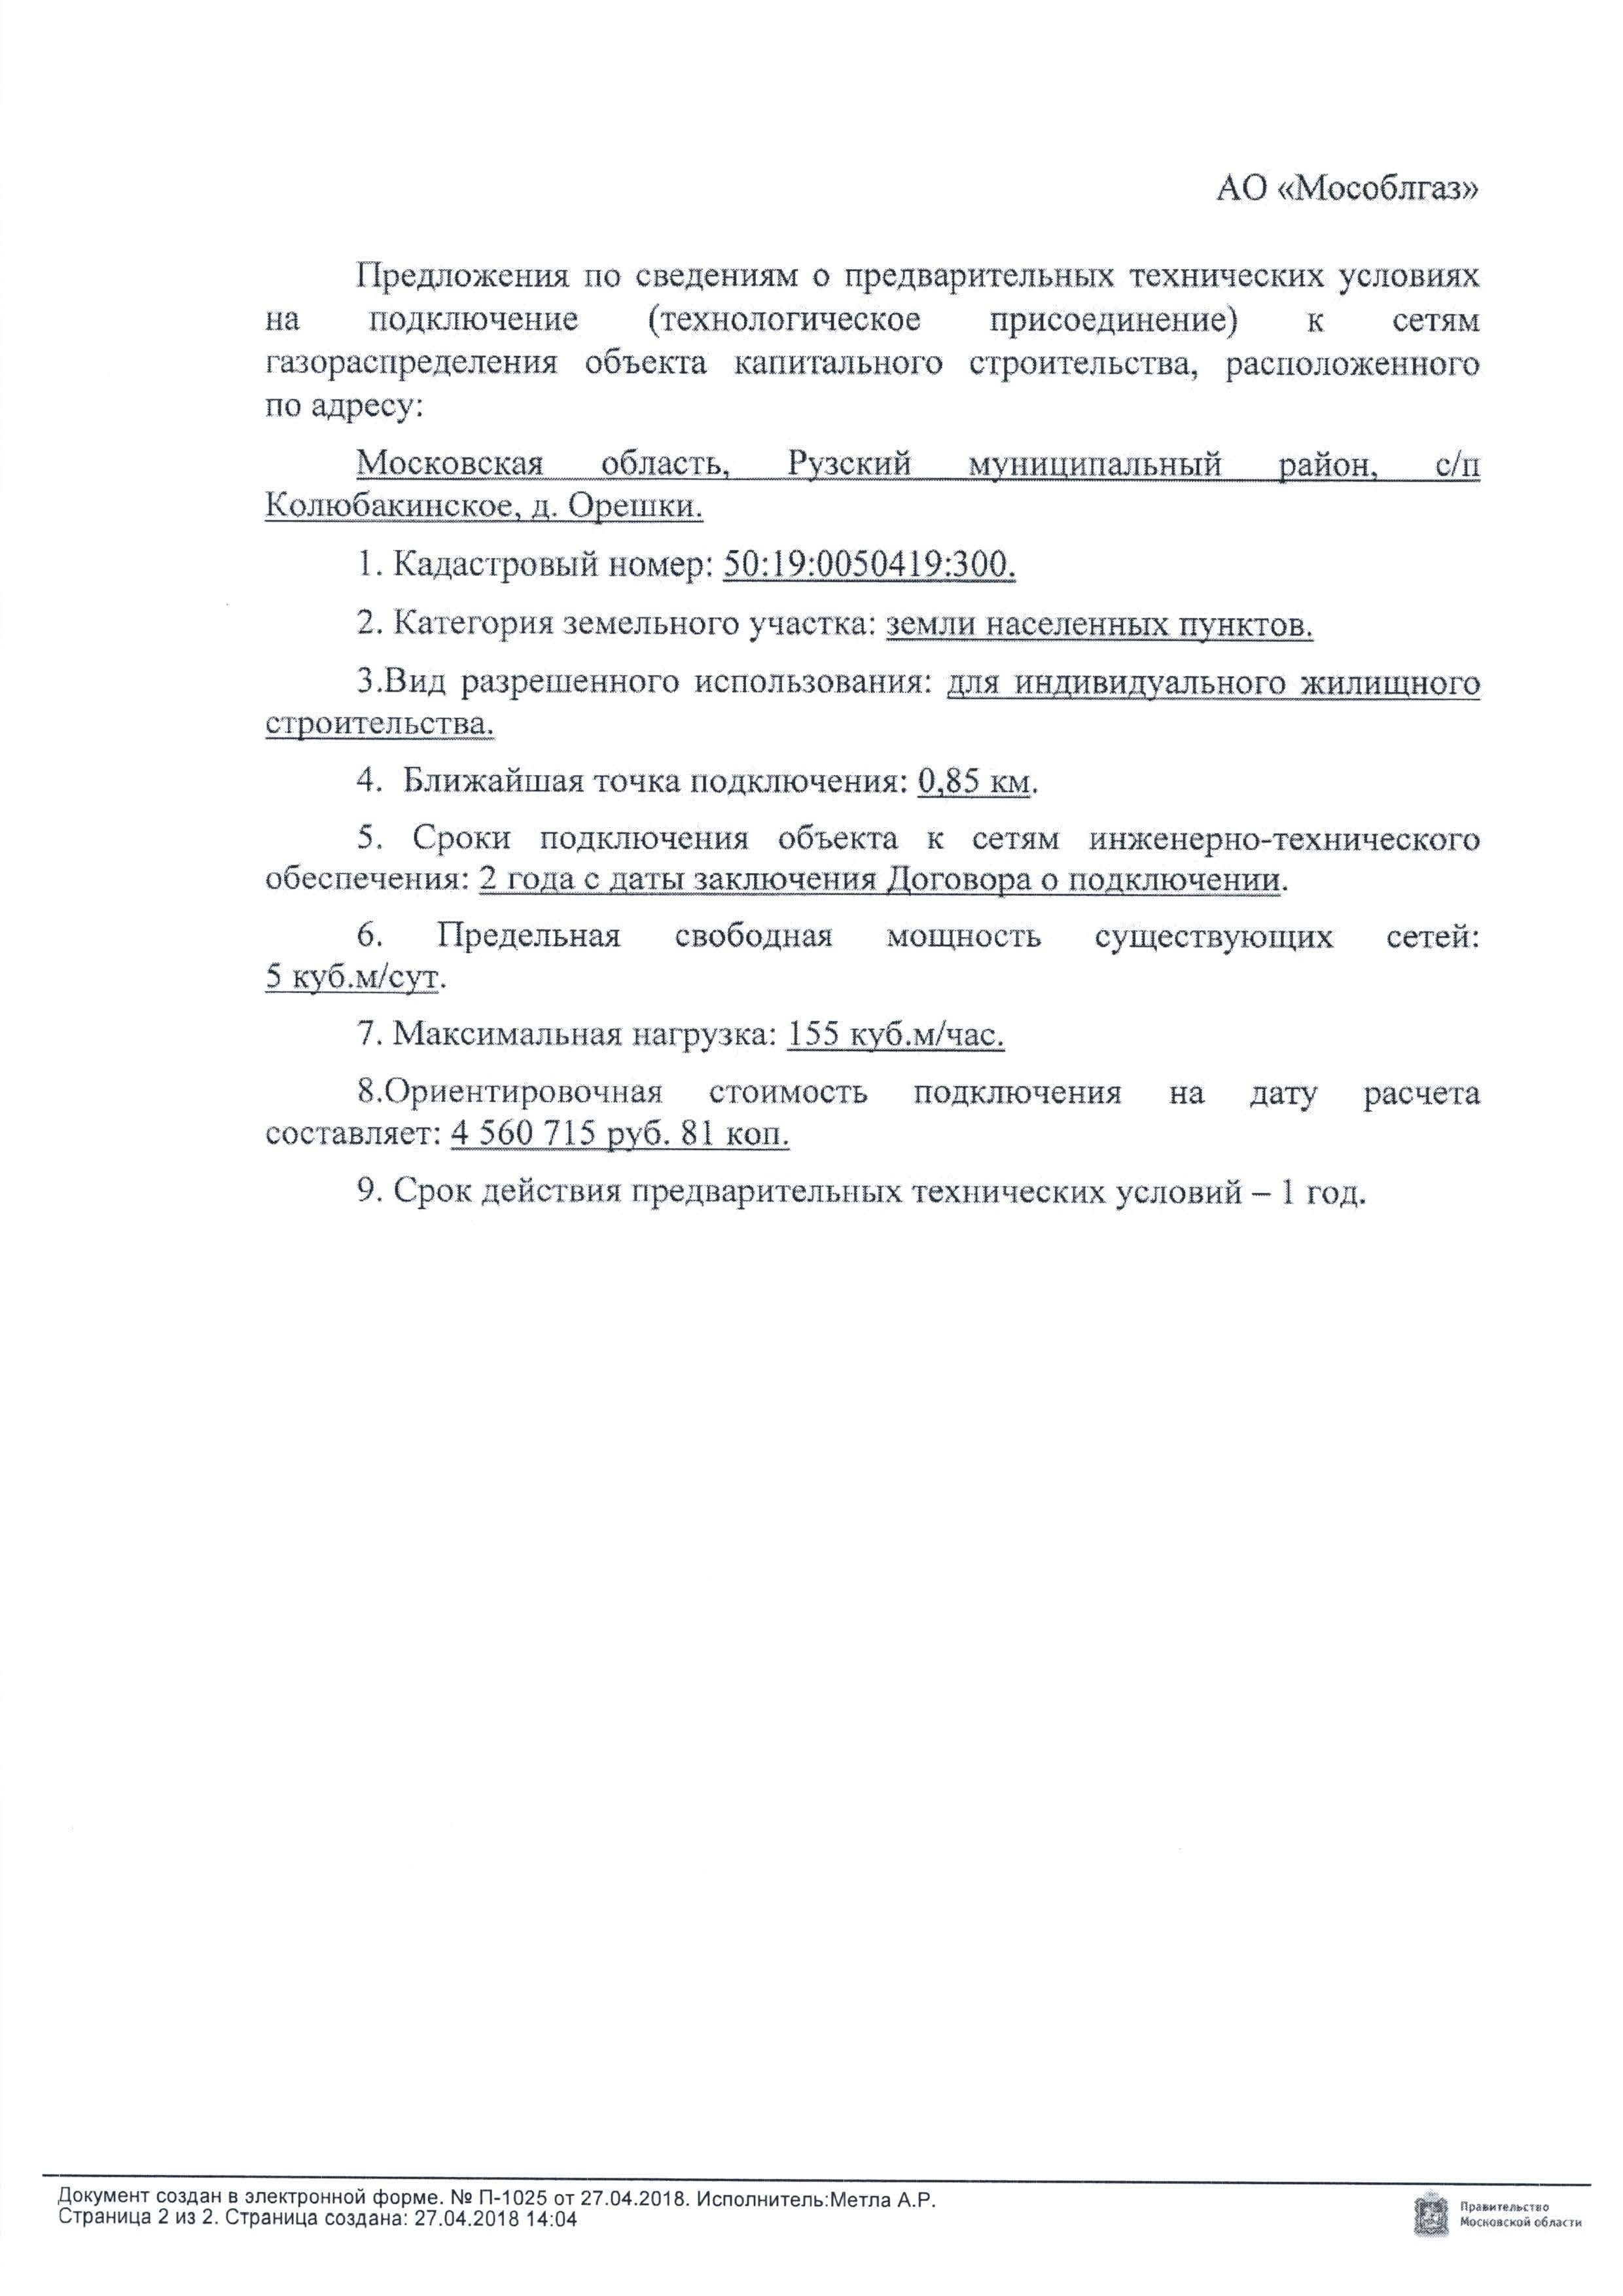 АО «Мособлгаз»
Предложения по сведениям о предварительных технических условиях
на подключение (технологическое присоединение) к сетям
газораспределения объекта капитального строительства, расположенного
по адресу:
Московская область, Рузский муниципальный район, с/п
Колюбакинское, д. Орешки.
1. Кадастровый номер: 50:19:0050419:300.
2. Категория земельного участка: земли населенных пунктов.
3.Вид разрешенного использования: для индивидуального жилищного
строительства.
4. Ближайшая точка подключения: 0,85 км.
5. Сроки подключения объекта к сетям инженерно-технического
обеспечения: 2 года с даты заключения Договора о подключении.
6. Предельная свободная мощность существующих сетей:
5 куб.м/сут.
7. Максимальная нагрузка: 155 куб.м/час.
8.Ориентировочная стоимость подключения на дату расчета
составляет: 4 560 715 руб. 81 коп.
9. Срок действия предварительных технических условий – 1 год.
Документ создан в электронной форме. № П-1025 от 27.04.2018. Исполнитель:Метла А.Р.
Страница 2 из 2. Страница создана: 27.04.2018 14:04
Правительство
Московской области